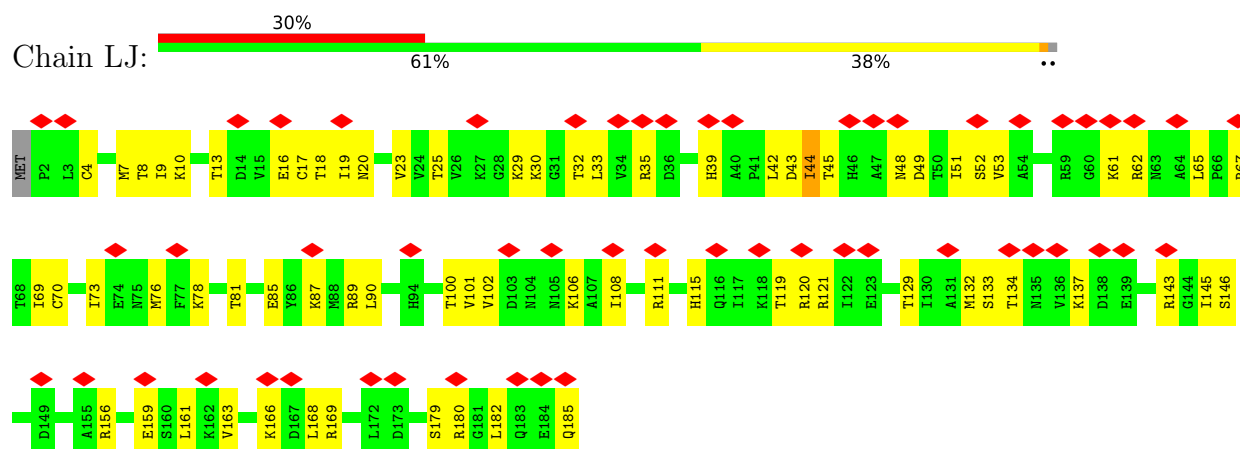 30%
Chain LJ:
61% 38% ••
MET P2 L3 C4 M7 T8 I9 K10 T13 D14 V15 E16 C17 T18 I19 N20 V23 V24 T25 V26 K27 G28 K29 K30 G31 T32 L33 V34 R35 D36 H39 A40 P41 L42 D43 I44 T45 H46 A47 N48 D49 T50 I51 S52 V53 A54 R59 G60 K61 R62 N63 A64 L65 P66
T68 I69 C70 I73 E74 N75 M76 F77 K78 T81 E85 Y86 K87 M88 R89 L90 H94 T100 V101 V102 D103 N104 N105 K106 A107 I108 R111 H115 Q116 I117 K118 T119 R120 R121 I122 E123 T129 I130 A131 M132 S133 T134 N135 V136 K137 D138 E139 R143 G144 I145 S146
D149 A155 R156 E159 S160 L161 K162 V163 K166 D167 L168 R169 L172 D173 S179 R180 G181 L182 Q183 E184 Q185